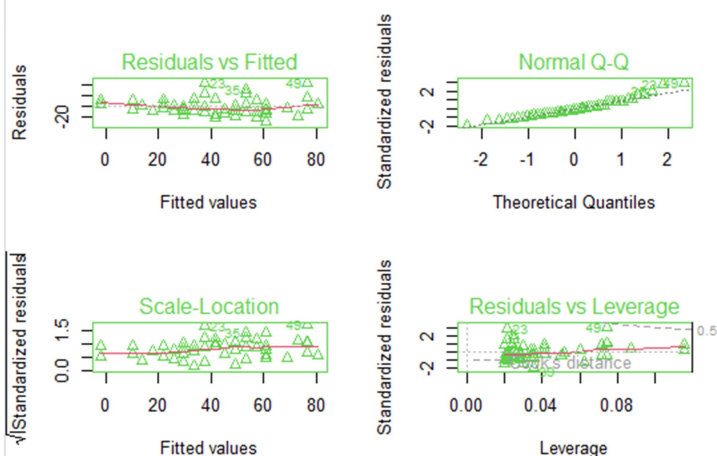 Residuals vs Fitted
Residuals
-20
23
35
49
0 20 40 60 80
Fitted values
Normal Q-Q
Standardized residuals
2
-2
23
49
-2 -1 0 1 2
Theoretical Quantiles
Scale-Location
√|Standardized residuals|
1.5
0.0
23
35
49
0 20 40 60 80
Fitted values
Residuals vs Leverage
Standardized residuals
2
-2
23
49
0.5
Cook's distance
0.00 0.04 0.08
Leverage